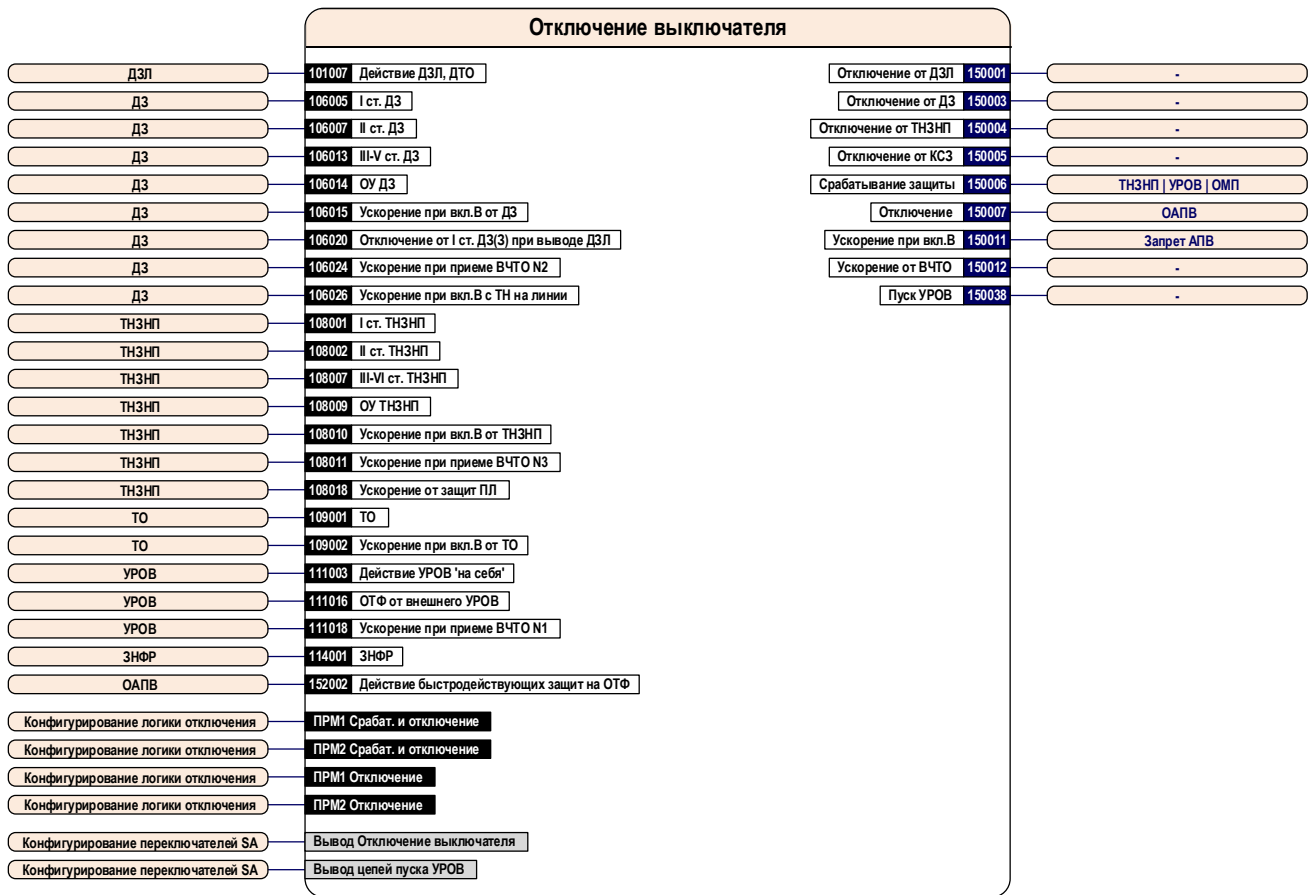 Отключение выключателя
ДЗЛ 101007 Действие ДЗЛ, ДТО Отключение от ДЗЛ 150001 -
ДЗ 106005 I ст. ДЗ Отключение от ДЗ 150003 -
ДЗ 106007 II ст. ДЗ Отключение от ТНЗНП 150004 -
ДЗ 106013 III-V ст. ДЗ Отключение от КСЗ 150005 -
ДЗ 106014 ОУ ДЗ Срабатывание защиты 150006 ТНЗНП | УРОВ | ОМП
ДЗ 106015 Ускорение при вкл.В от ДЗ Отключение 150007 ОАПВ
ДЗ 106020 Отключение от I ст. ДЗ(3) при выводе ДЗЛ Ускорение при вкл.В 150011 Запрет АПВ
ДЗ 106024 Ускорение при приеме ВЧТО N2 Ускорение от ВЧТО 150012 -
ДЗ 106026 Ускорение при вкл.В с ТН на линии Пуск УРОВ 150038 -
ТНЗНП 108001 I ст. ТНЗНП
ТНЗНП 108002 II ст. ТНЗНП
ТНЗНП 108007 III-VI ст. ТНЗНП
ТНЗНП 108009 ОУ ТНЗНП
ТНЗНП 108010 Ускорение при вкл.В от ТНЗНП
ТНЗНП 108011 Ускорение при приеме ВЧТО N3
ТНЗНП 108018 Ускорение от защит ПЛ
ТО 109001 ТО
ТО 109002 Ускорение при вкл.В от ТО
УРОВ 111003 Действие УРОВ 'на себя'
УРОВ 111016 ОТФ от внешнего УРОВ
УРОВ 111018 Ускорение при приеме ВЧТО N1
ЗНФР 114001 ЗНФР
ОАПВ 152002 Действие быстродействующих защит на ОТФ
Конфигурирование логики отключения ПРМ1 Срабат. и отключение
Конфигурирование логики отключения ПРМ2 Срабат. и отключение
Конфигурирование логики отключения ПРМ1 Отключение
Конфигурирование логики отключения ПРМ2 Отключение
Конфигурирование переключателей SA Вывод Отключение выключателя
Конфигурирование переключателей SA Вывод цепей пуска УРОВ